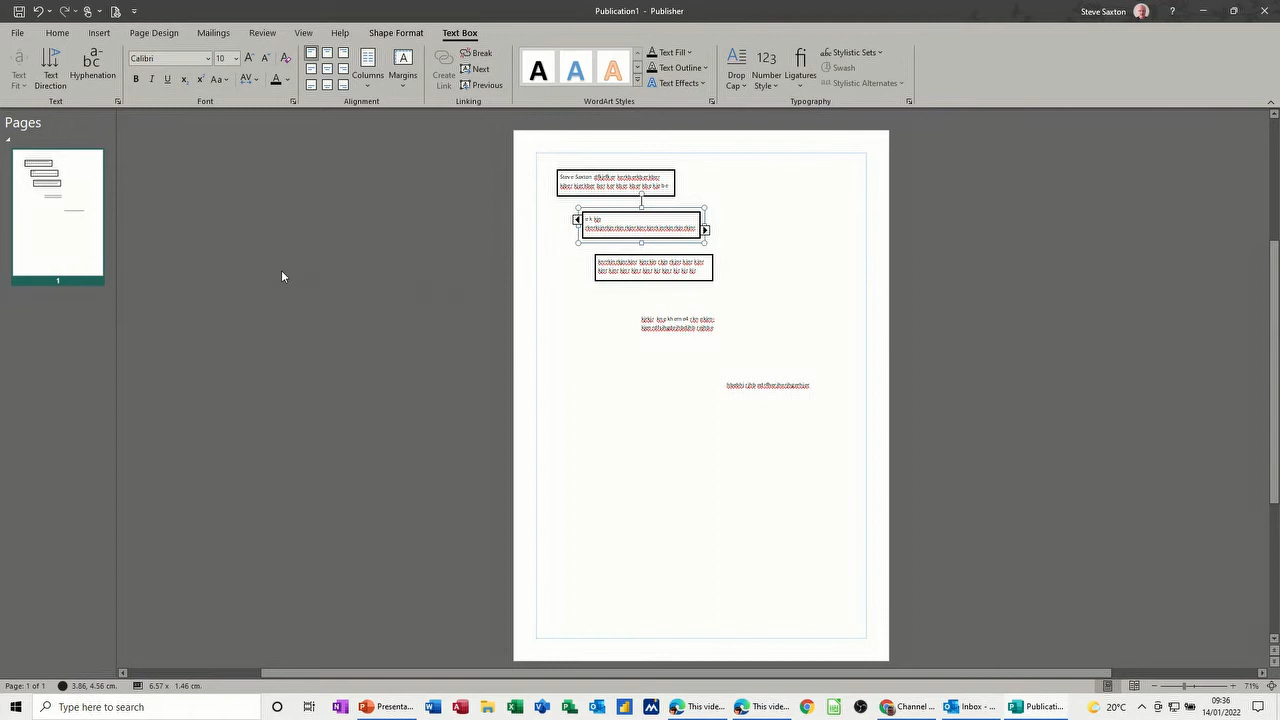 Publication1 - Publisher
Steve Saxton
File Home Insert Page Design Mailings Review View Help Shape Format Text Box
Text Fit
Text Direction
Hyphenation
Text
Calibri 10
B I U x₂ x² Aa AV A
Font
Columns
Margins
Alignment
Create Link
Break
Next
Previous
Linking
A A A
Text Fill
Text Outline
Text Effects
WordArt Styles
Drop Cap
Number Style
Ligatures
Stylistic Sets
Swash
Stylistic Alternates
Typography
Pages
1
Steve Saxton
Page: 1 of 1
3.86, 4.56 cm.
6.57 x 1.46 cm.
71%
Type here to search
Presenta...
This vide...
This vide...
Channel ...
Inbox - ...
Publicati...
20°C
09:36
14/01/2022